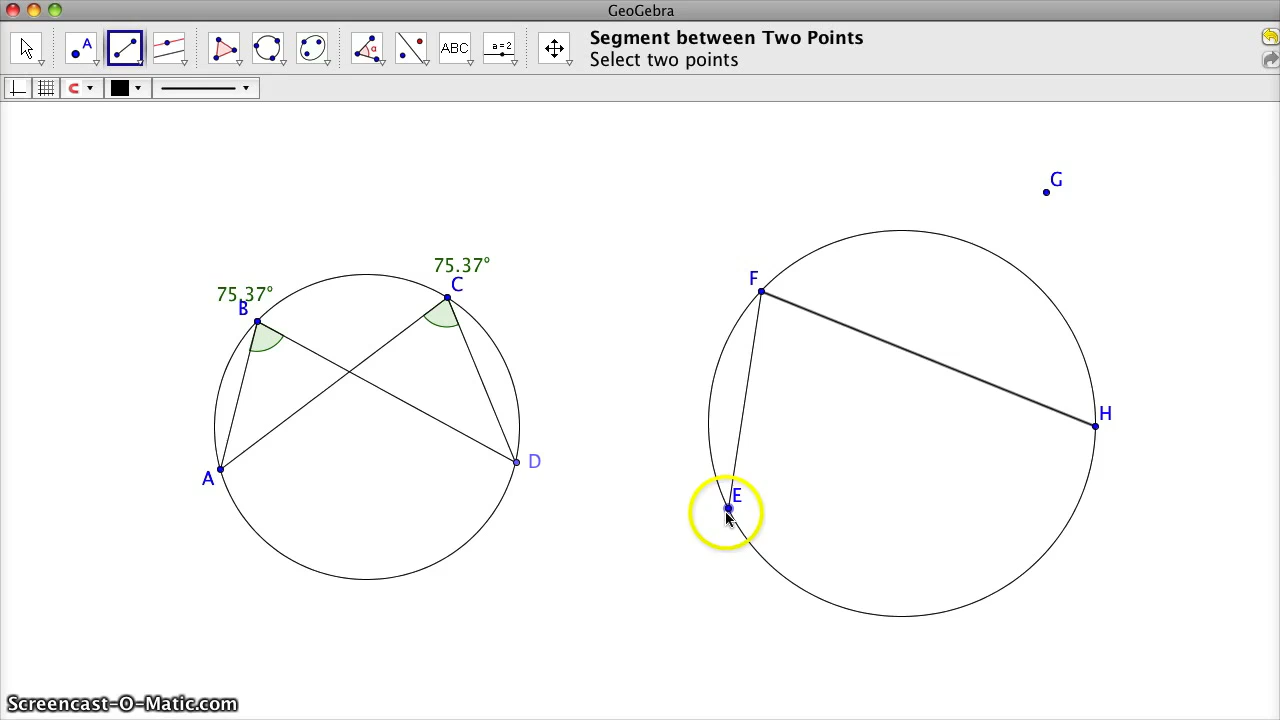 GeoGebra
A
α
ABC
a=2
Segment between Two Points
Select two points
G
75.37°
C
75.37°
B
F
H
D
A
E
Screencast-O-Matic.com